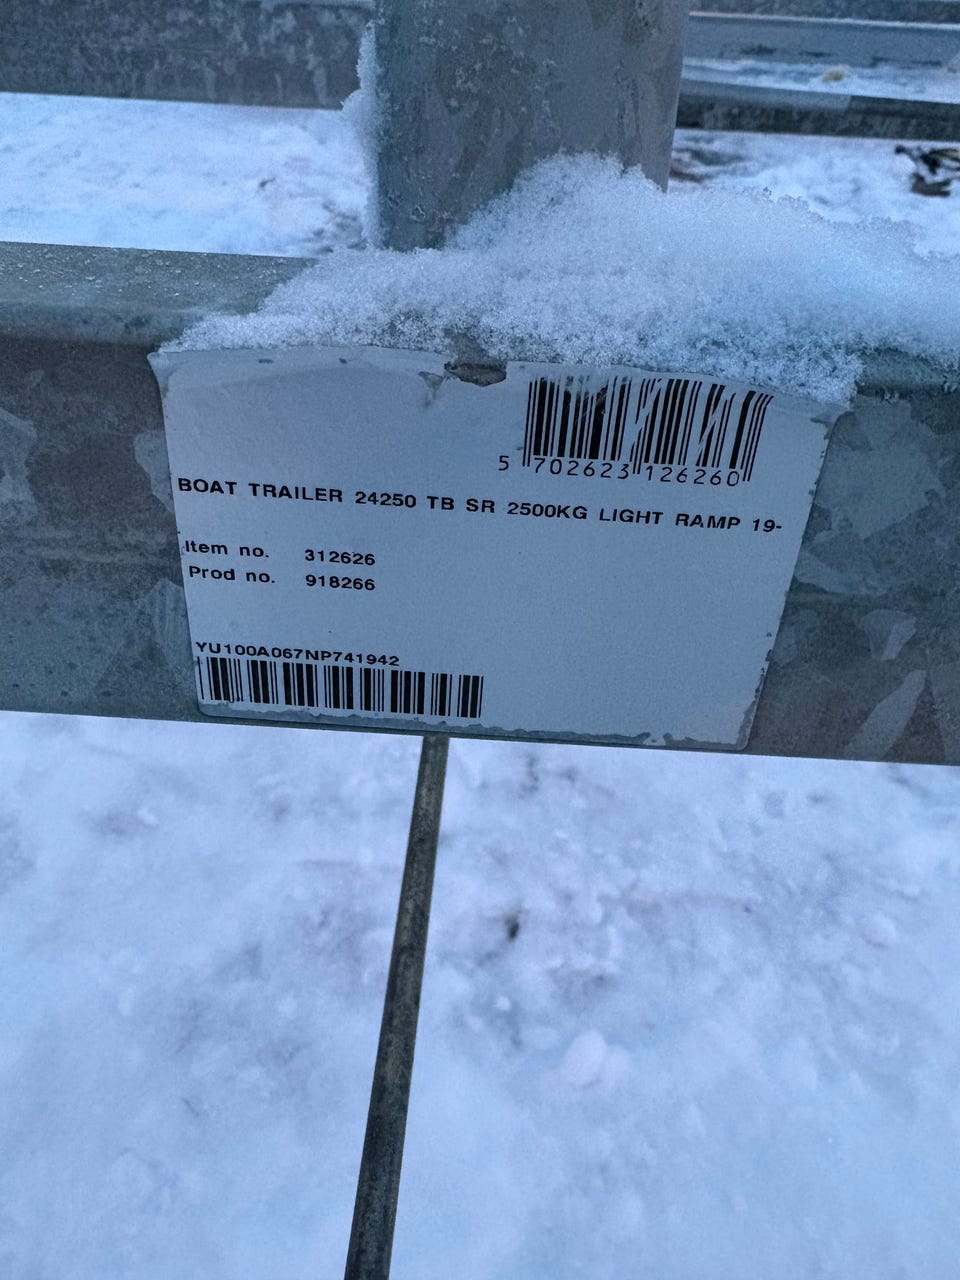 5 702623 126260
BOAT TRAILER 24250 TB SR 2500KG LIGHT RAMP 19-
Item no. 312626
Prod no. 918266
YU100A067NP741942